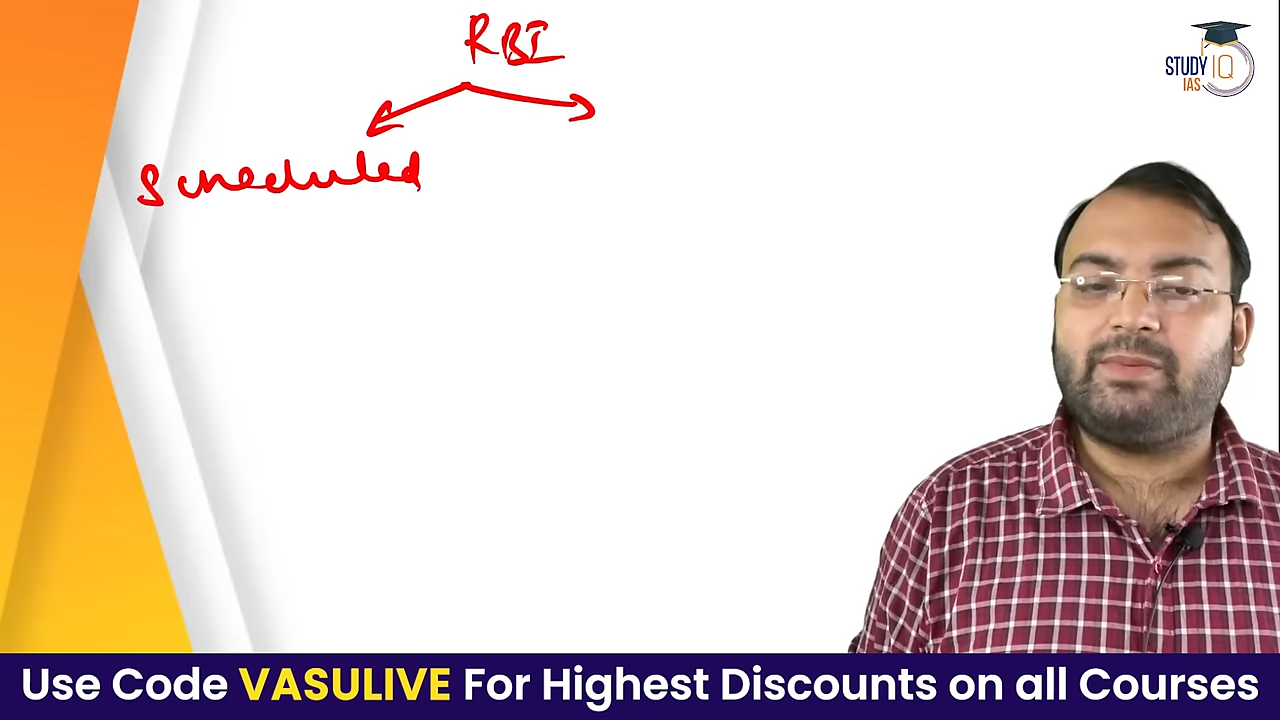 RBI
Scheduled
STUDY IQ
IAS
Use Code VASULIVE For Highest Discounts on all Courses